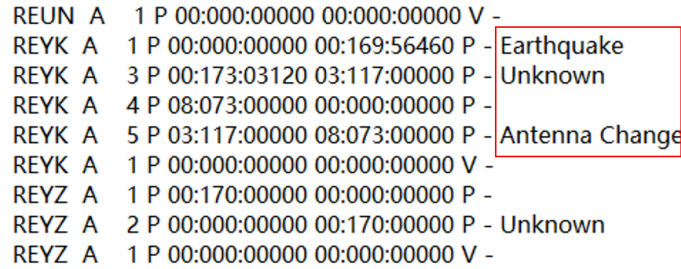 REUN A 1 P 00:000:00000 00:000:00000 V -
REYK A 1 P 00:000:00000 00:169:56460 P - Earthquake
REYK A 3 P 00:173:03120 03:117:00000 P - Unknown
REYK A 4 P 08:073:00000 00:000:00000 P -
REYK A 5 P 03:117:00000 08:073:00000 P - Antenna Change
REYK A 1 P 00:000:00000 00:000:00000 V -
REYZ A 1 P 00:170:00000 00:000:00000 P -
REYZ A 2 P 00:000:00000 00:170:00000 P - Unknown
REYZ A 1 P 00:000:00000 00:000:00000 V -